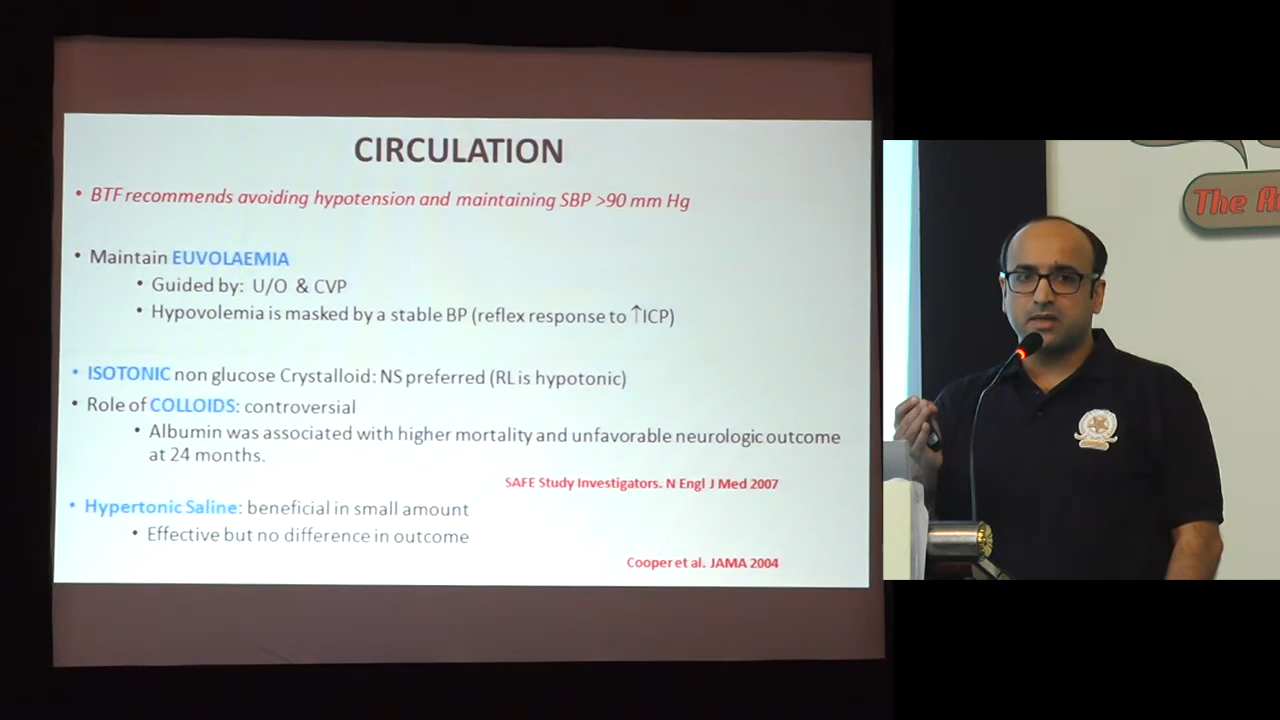 CIRCULATION
• BTF recommends avoiding hypotension and maintaining SBP >90 mm Hg
• Maintain EUVOLAEMIA
• Guided by: U/O & CVP
• Hypovolemia is masked by a stable BP (reflex response to ↑ICP)
• ISOTONIC non glucose Crystalloid: NS preferred (RL is hypotonic)
• Role of COLLOIDS: controversial
• Albumin was associated with higher mortality and unfavorable neurologic outcome
at 24 months.
SAFE Study Investigators. N Engl J Med 2007
• Hypertonic Saline: beneficial in small amount
• Effective but no difference in outcome
Cooper et al. JAMA 2004
The